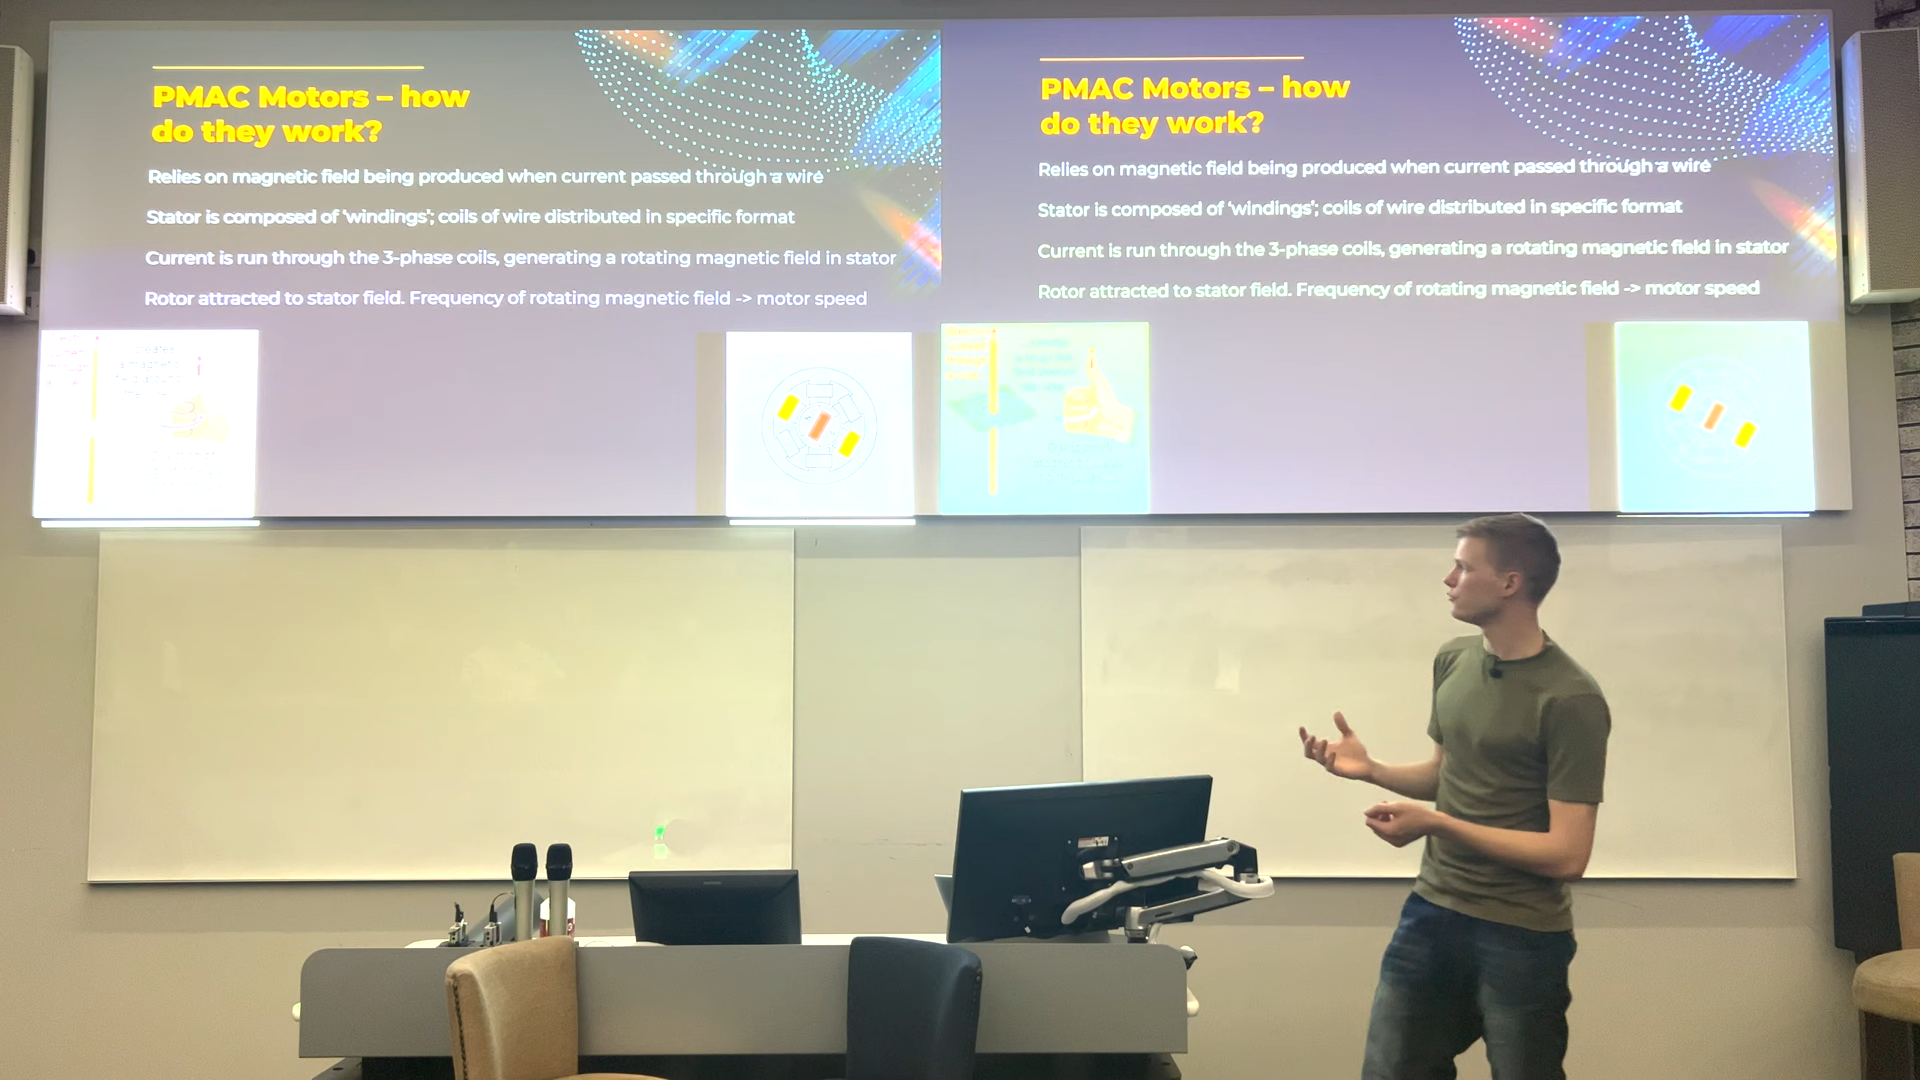 PMAC Motors – how
do they work?
Relies on magnetic field being produced when current passed through a wire
Stator is composed of 'windings'; coils of wire distributed in specific format
Current is run through the 3-phase coils, generating a rotating magnetic field in stator
Rotor attracted to stator field. Frequency of rotating magnetic field -> motor speed
creates
a magnetic
field around
PMAC Motors – how
do they work?
Relies on magnetic field being produced when current passed through a wire
Stator is composed of 'windings'; coils of wire distributed in specific format
Current is run through the 3-phase coils, generating a rotating magnetic field in stator
Rotor attracted to stator field. Frequency of rotating magnetic field -> motor speed